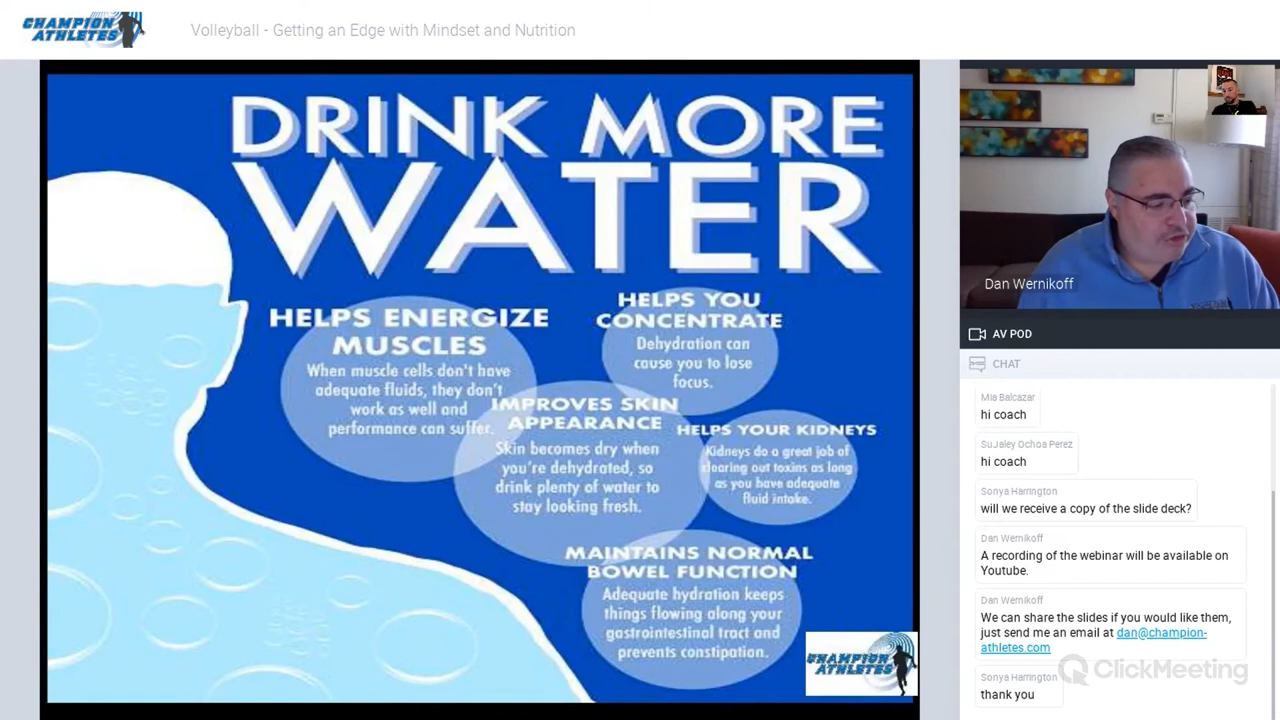 CHAMPION
ATHLETES
Volleyball - Getting an Edge with Mindset and Nutrition
DRINK MORE
WATER
HELPS ENERGIZE
MUSCLES
When muscle cells don't have
adequate fluids, they don't
work as well and
performance can suffer.
HELPS YOU
CONCENTRATE
Dehydration can
cause you to lose
focus.
IMPROVES SKIN
APPEARANCE
Skin becomes dry when
you're dehydrated, so
drink plenty of water to
stay looking fresh.
HELPS YOUR KIDNEYS
Kidneys do a great job of
clearing out toxins as long
as you have adequate
fluid intake.
MAINTAINS NORMAL
BOWEL FUNCTION
Adequate hydration keeps
things flowing along your
gastrointestinal tract and
prevents constipation.
CHAMPION
ATHLETES
Dan Wernikoff
AV POD
CHAT
Mia Balcazar
hi coach
SuJaley Ochoa Perez
hi coach
Sonya Harrington
will we receive a copy of the slide deck?
Dan Wernikoff
A recording of the webinar will be available on
Youtube.
Dan Wernikoff
We can share the slides if you would like them,
just send me an email at dan@champion-
athletes.com
Sonya Harrington
thank you
ClickMeeting